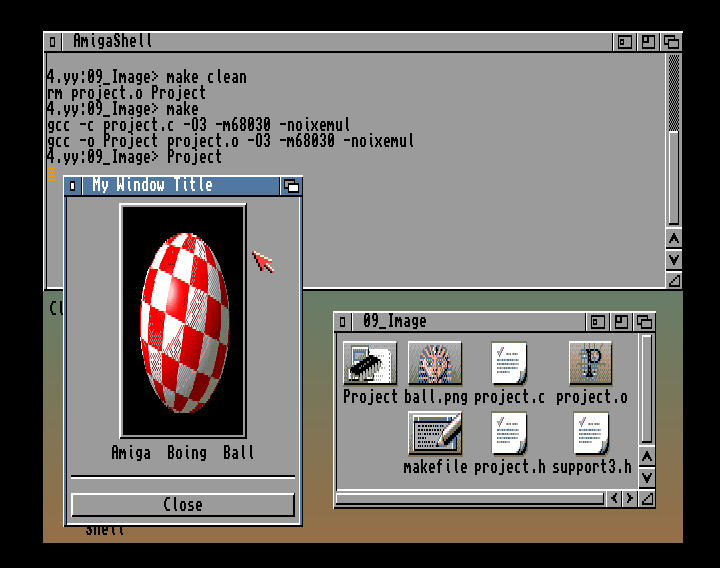 AmigaShell
4.yy:09_Image> make clean
rm project.o Project
4.yy:09_Image> make
gcc -c project.c -O3 -m68030 -noixemul
gcc -o Project project.o -O3 -m68030 -noixemul
4.yy:09_Image> Project
My Window Title
Amiga Boing Ball
Close
Cl
Shell
09_Image
Project ball.png project.c project.o
makefile project.h support3.h